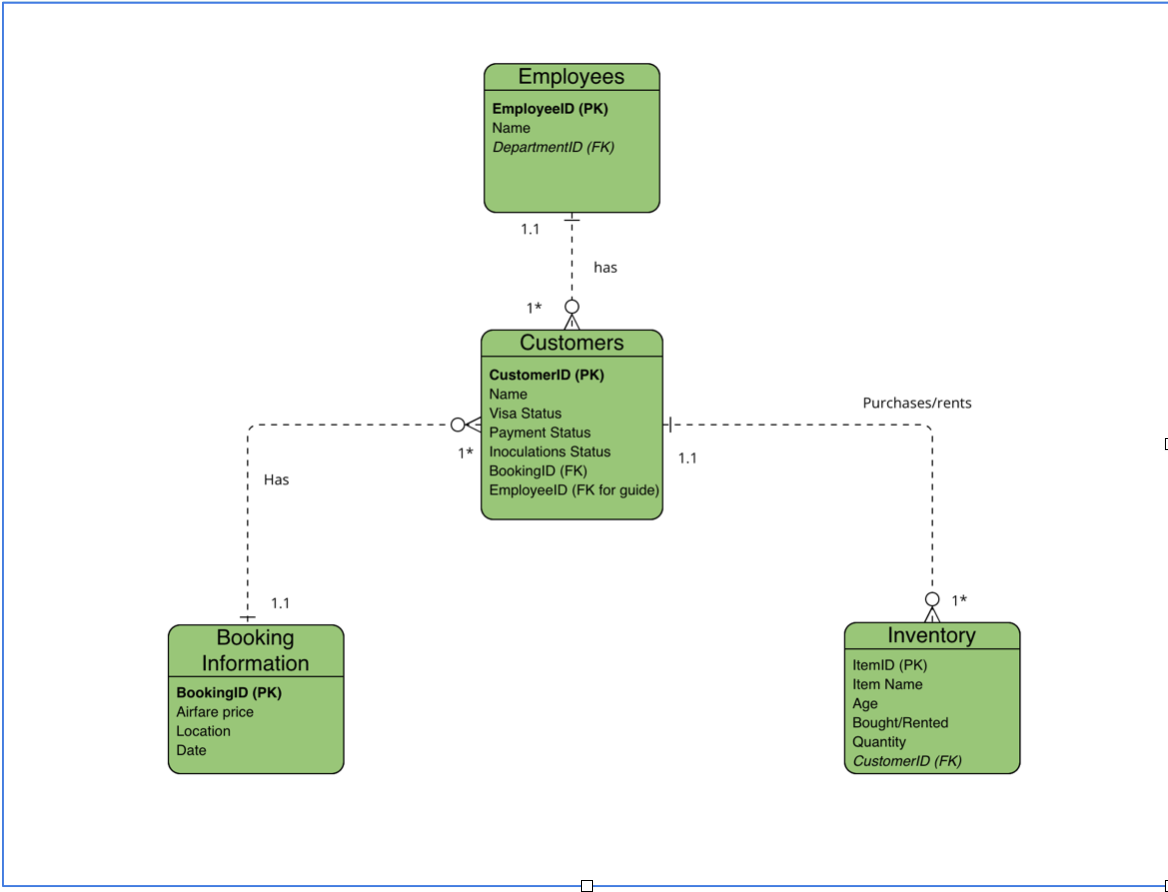 Employees
EmployeeID (PK)
Name
DepartmentID (FK)
1.1
has
1*
Customers
CustomerID (PK)
Name
Visa Status
Payment Status
Inoculations Status
BookingID (FK)
EmployeeID (FK for guide)
Purchases/rents
1*
1.1
Has
1.1
Booking
Information
BookingID (PK)
Airfare price
Location
Date
1*
Inventory
ItemID (PK)
Item Name
Age
Bought/Rented
Quantity
CustomerID (FK)